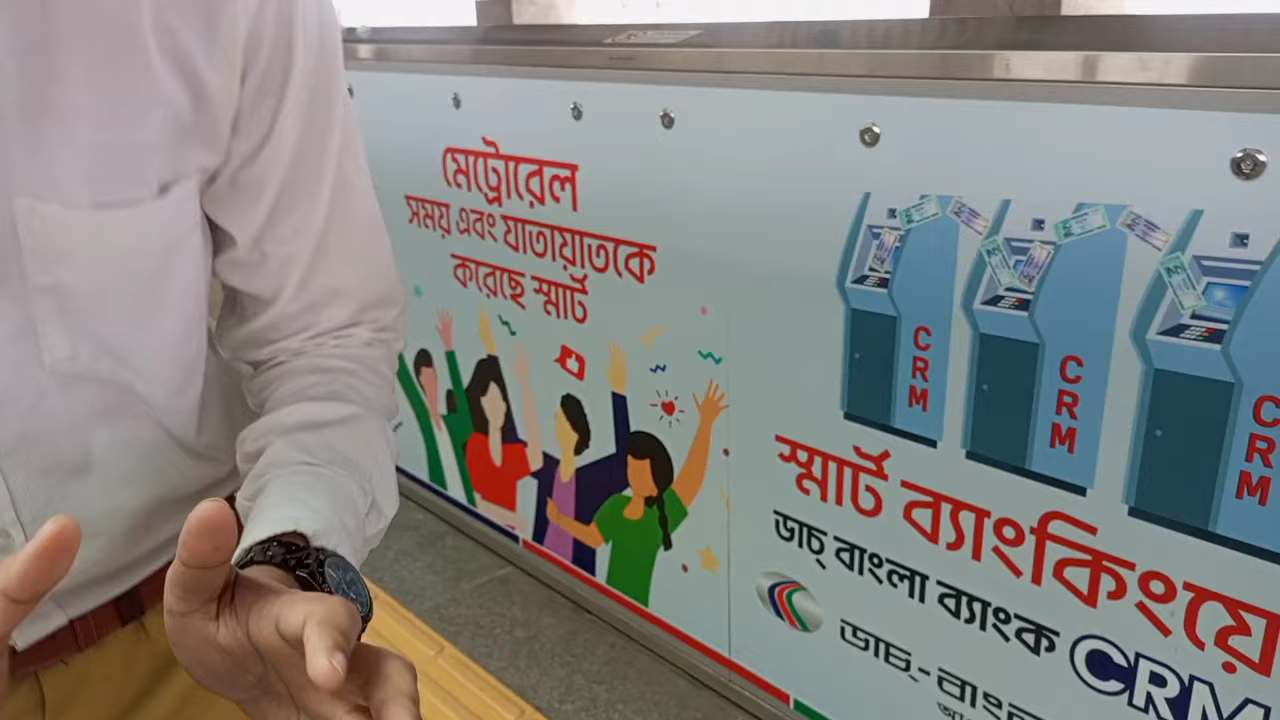 মেট্রোরেল
সময় এবং যাতায়াতকে
করেছে স্মার্ট
CRM
CRM
CRM
স্মার্ট ব্যাংকিংয়ে
ডাচ্ বাংলা ব্যাংক CRM
ডাচ্-বাংলা